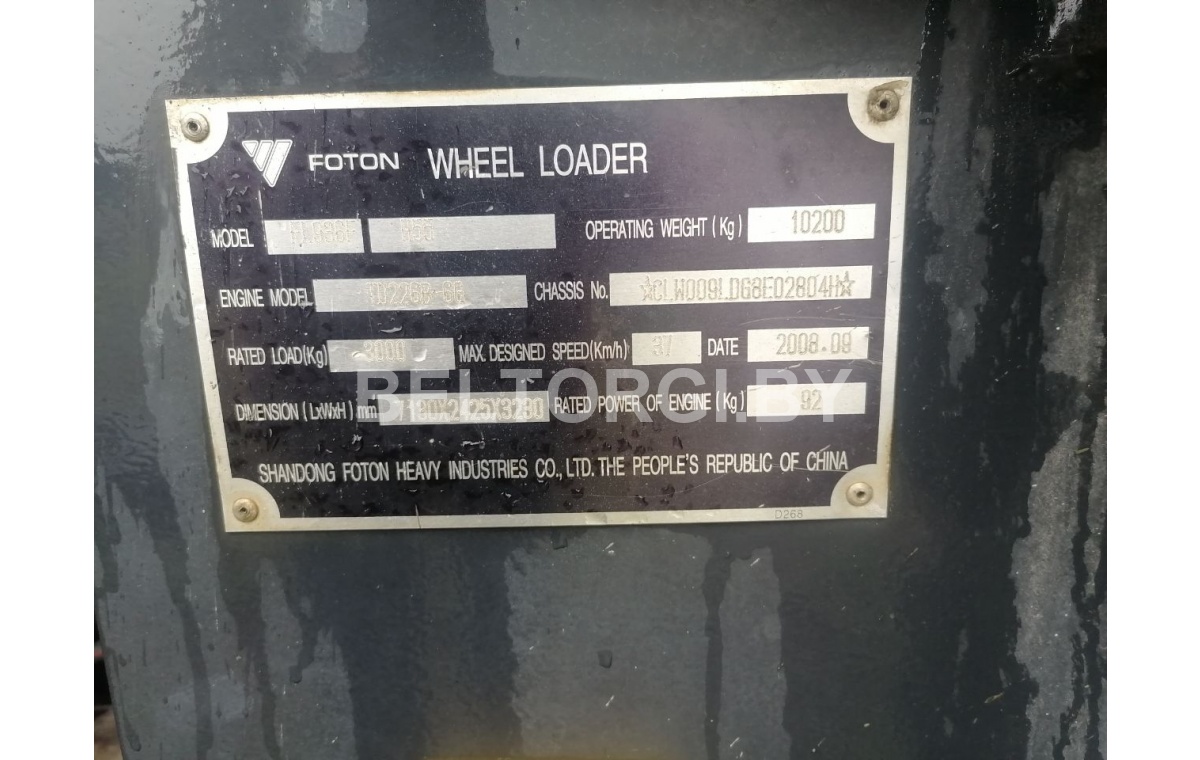 FOTON WHEEL LOADER
MODEL OPERATING WEIGHT (Kg) 10200
ENGINE MODEL CHASSIS No. ☆CLW009LDG8E02804H☆
RATED LOAD(Kg) 3000 MAX. DESIGNED SPEED(Km/h) 37 DATE 2008.09
DIMENSION (LxWxH) mm RATED POWER OF ENGINE (Kg) 92
BELTORGI.BY
SHANDONG FOTON HEAVY INDUSTRIES CO., LTD. THE PEOPLE'S REPUBLIC OF CHINA
D268